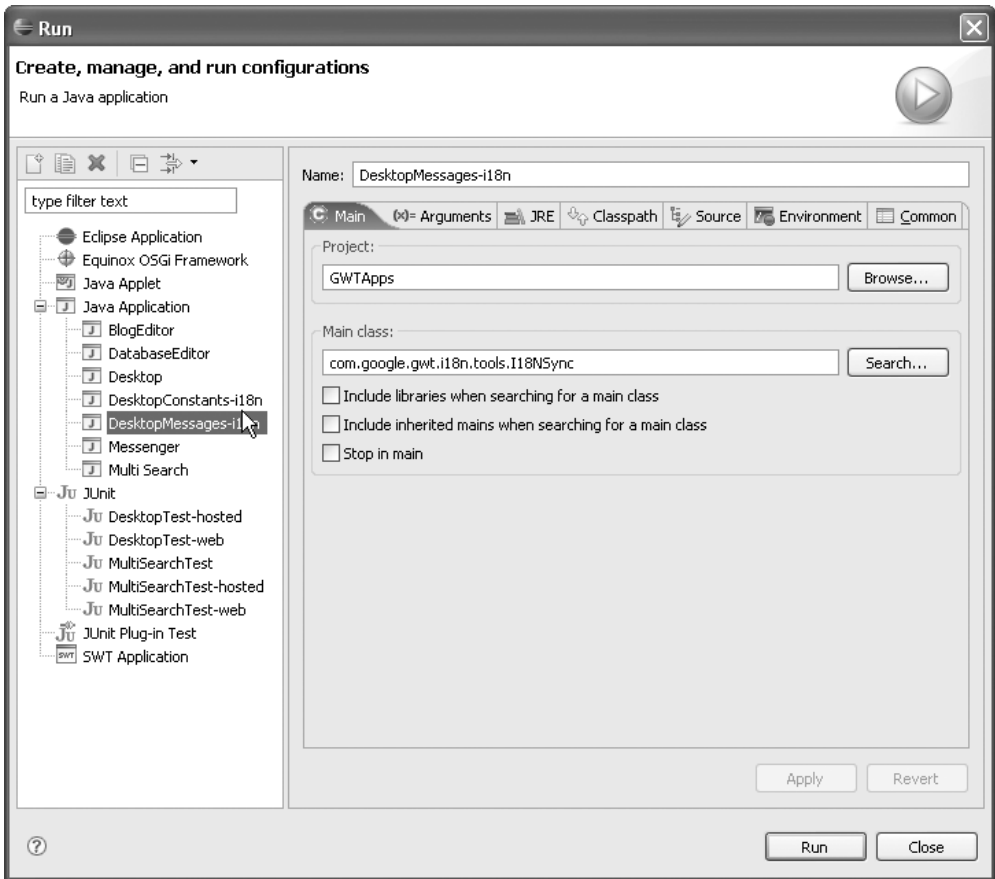 Run
Create, manage, and run configurations
Run a Java application
type filter text
Eclipse Application
Equinox OSGi Framework
Java Applet
Java Application
BlogEditor
DatabaseEditor
Desktop
DesktopConstants-i18n
DesktopMessages-i18n
Messenger
Multi Search
JUnit
DesktopTest-hosted
DesktopTest-web
MultiSearchTest
MultiSearchTest-hosted
MultiSearchTest-web
JUnit Plug-in Test
SWT Application
Name: DesktopMessages-i18n
Main (x)= Arguments JRE Classpath Source Environment Common
Project:
GWTApps Browse...
Main class:
com.google.gwt.i18n.tools.I18NSync Search...
Include libraries when searching for a main class
Include inherited mains when searching for a main class
Stop in main
Apply Revert
Run Close